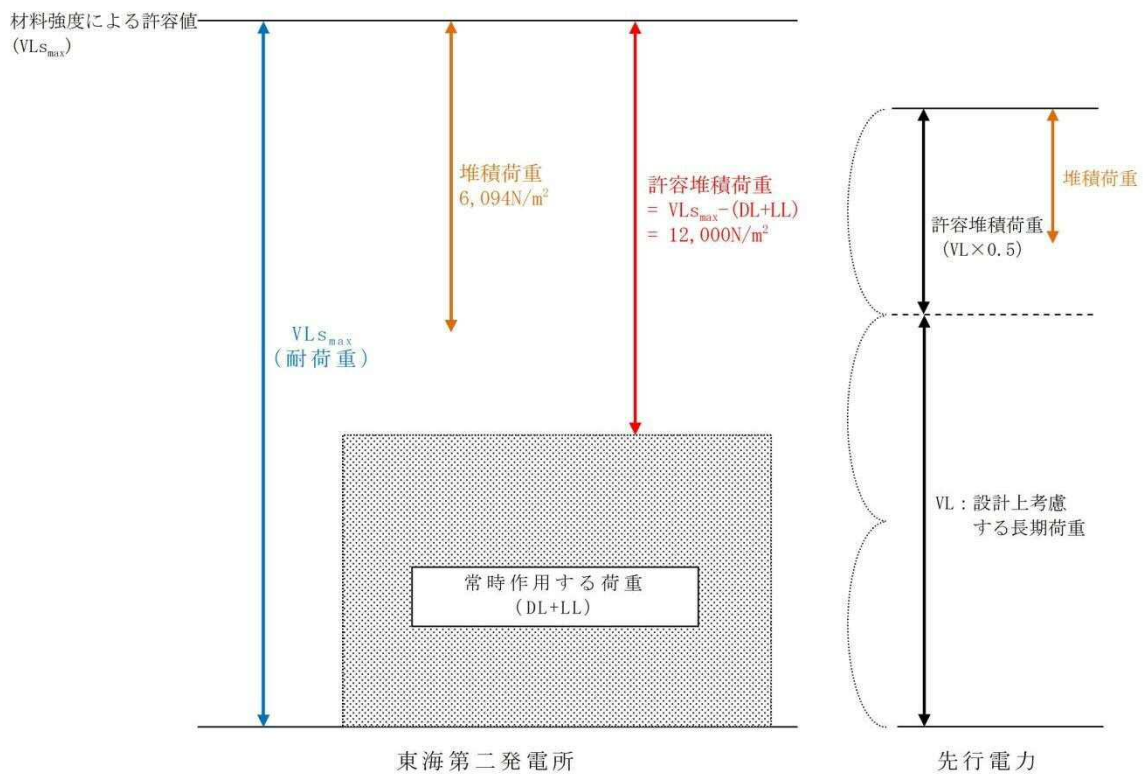 材料強度による許容値
(VLs_max)
堆積荷重
6,094N/m²
許容堆積荷重
= VLs_max-(DL+LL)
= 12,000N/m²
VLs_max
(耐荷重)
常時作用する荷重
(DL+LL)
東海第二発電所
堆積荷重
許容堆積荷重
(VL×0.5)
VL:設計上考慮
する長期荷重
先行電力